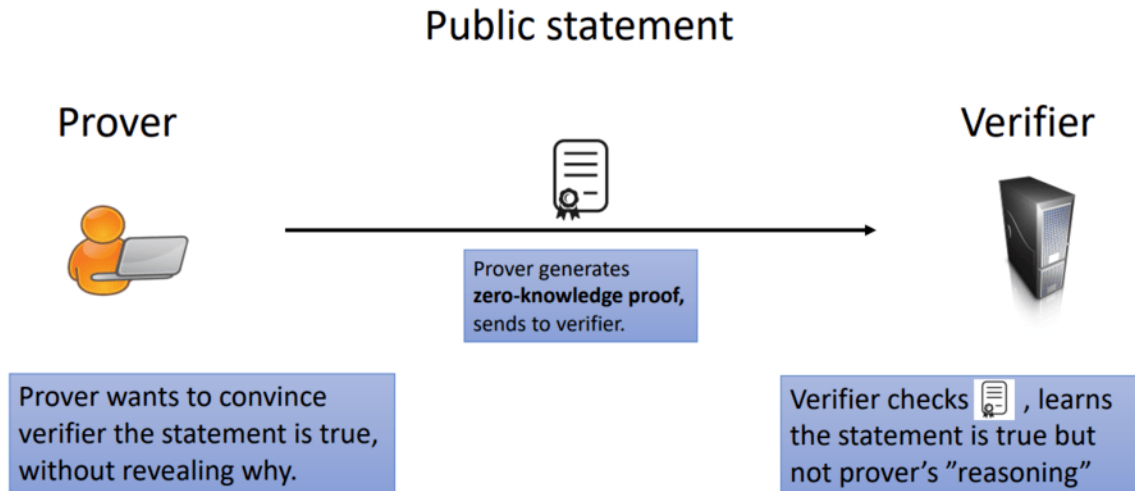 Public statement
Prover
Verifier
Prover generates
zero-knowledge proof,
sends to verifier.
Prover wants to convince
verifier the statement is true,
without revealing why.
Verifier checks , learns
the statement is true but
not prover's ”reasoning”